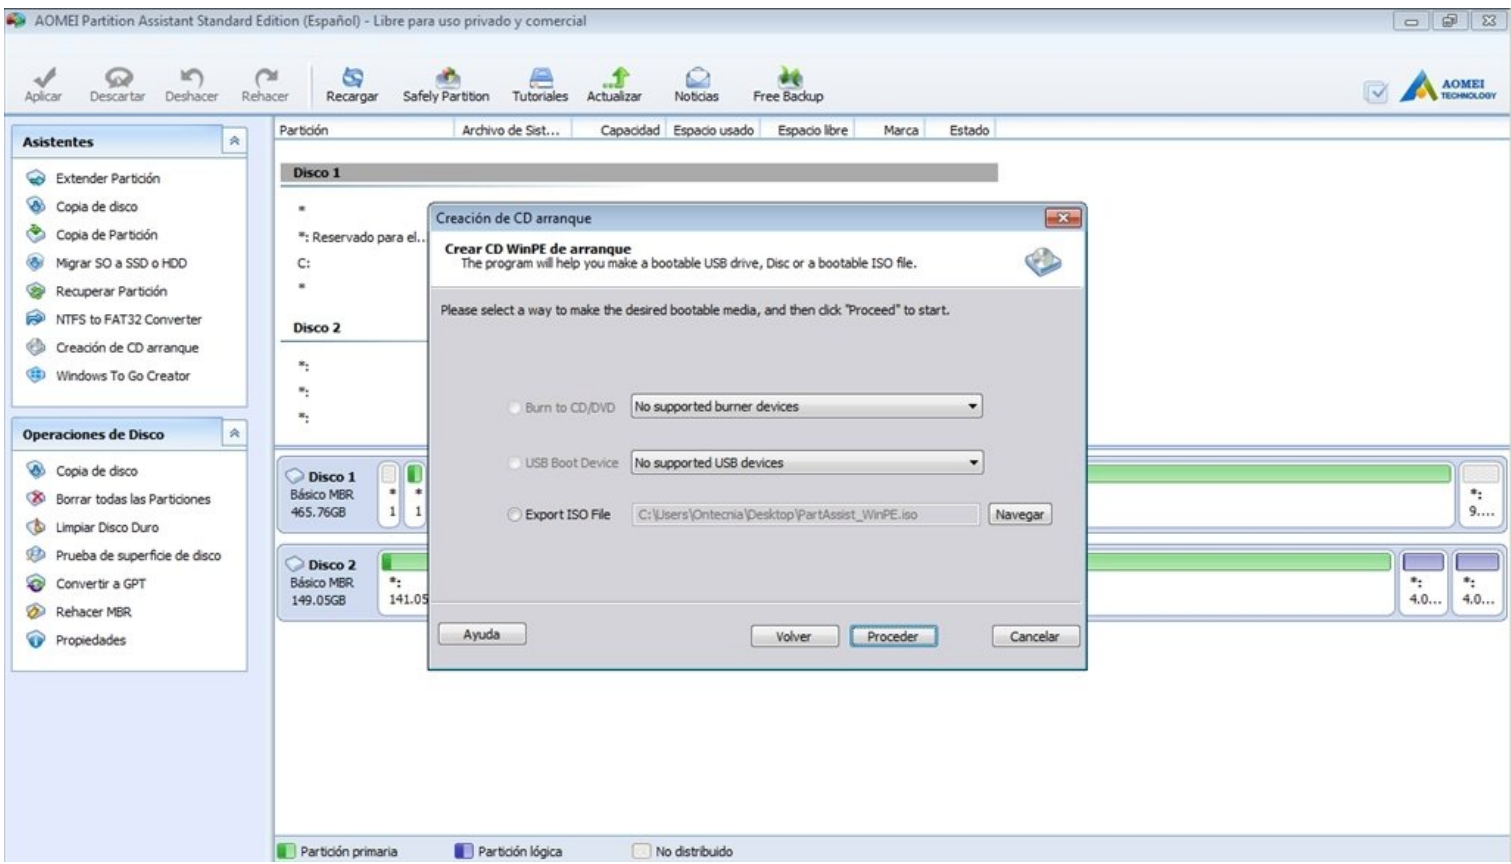 AOMEI Partition Assistant Standard Edition (Español) - Libre para uso privado y comercial
Aplicar Descartar Deshacer Rehacer Recargar Safely Partition Tutoriales Actualizar Noticias Free Backup
AOMEI
TECHNOLOGY
Asistentes
Extender Partición
Copia de disco
Copia de Partición
Migrar SO a SSD o HDD
Recuperar Partición
NTFS to FAT32 Converter
Creación de CD arranque
Windows To Go Creator
Operaciones de Disco
Copia de disco
Borrar todas las Particiones
Limpiar Disco Duro
Prueba de superficie de disco
Convertir a GPT
Rehacer MBR
Propiedades
Partición Archivo de Sist... Capacidad Espacio usado Espacio libre Marca Estado
Disco 1
*
*: Reservado para el...
C:
*
Disco 2
*:
*:
*:
Creación de CD arranque
Crear CD WinPE de arranque
The program will help you make a bootable USB drive, Disc or a bootable ISO file.
Please select a way to make the desired bootable media, and then click "Proceed" to start.
Burn to CD/DVD No supported burner devices
USB Boot Device No supported USB devices
Export ISO File C:\Users\Ontecnia\Desktop\PartAssist_WinPE.iso Navegar
Ayuda Volver Proceder Cancelar
Disco 1
Básico MBR * * *:
465.76GB 1 1 9....
Disco 2
Básico MBR *: *: *:
149.05GB 141.05 4.0... 4.0...
Partición primaria Partición lógica No distribuido